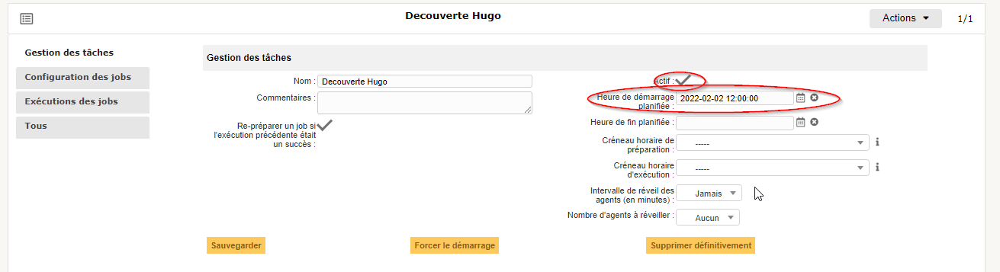 Decouverte Hugo
Actions
1/1
Gestion des tâches
Configuration des jobs
Exécutions des jobs
Tous
Gestion des tâches
Nom : Decouverte Hugo
Commentaires :
Re-préparer un job si
l'exécution précédente était
un succès :
Actif :
Heure de démarrage
planifiée : 2022-02-02 12:00:00
Heure de fin planifiée :
Créneau horaire de
préparation : -----
Créneau horaire
d'exécution : -----
Intervalle de réveil des
agents (en minutes) : Jamais
Nombre d'agents à réveiller : Aucun
Sauvegarder
Forcer le démarrage
Supprimer définitivement